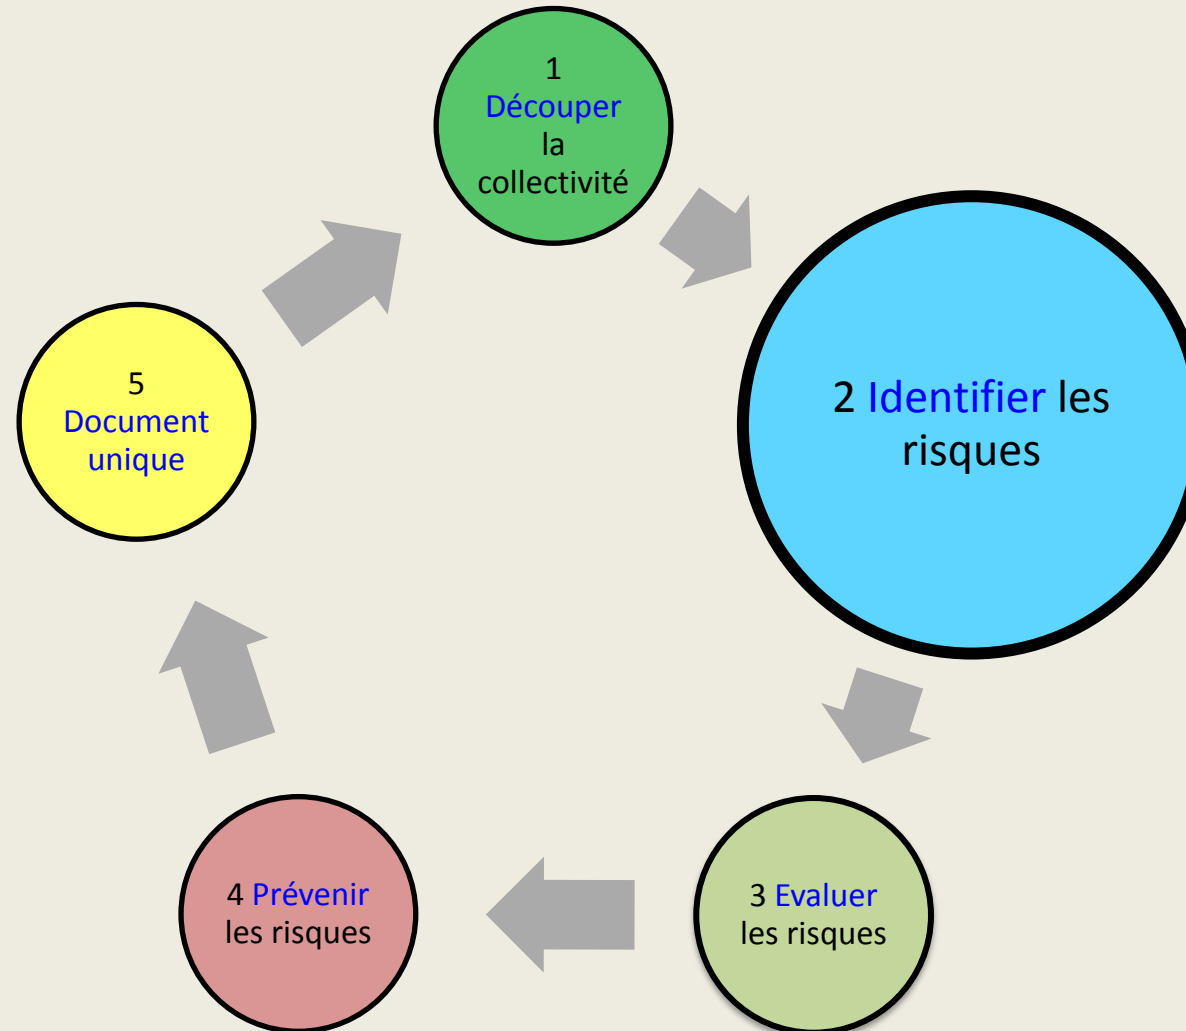 1
Découper
la
collectivité
2 Identifier les
risques
3 Evaluer
les risques
4 Prévenir
les risques
5
Document
unique